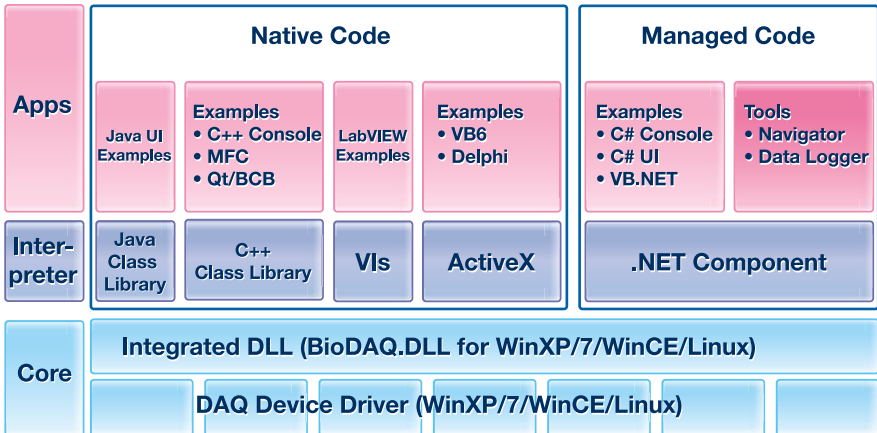 Native Code
Managed Code
Apps
Java UI
Examples
Examples
• C++ Console
• MFC
• Qt/BCB
LabVIEW
Examples
Examples
• VB6
• Delphi
Examples
• C# Console
• C# UI
• VB.NET
Tools
• Navigator
• Data Logger
Inter-
preter
Java
Class
Library
C++
Class Library
VIs
ActiveX
.NET Component
Core
Integrated DLL (BioDAQ.DLL for WinXP/7/WinCE/Linux)
DAQ Device Driver (WinXP/7/WinCE/Linux)